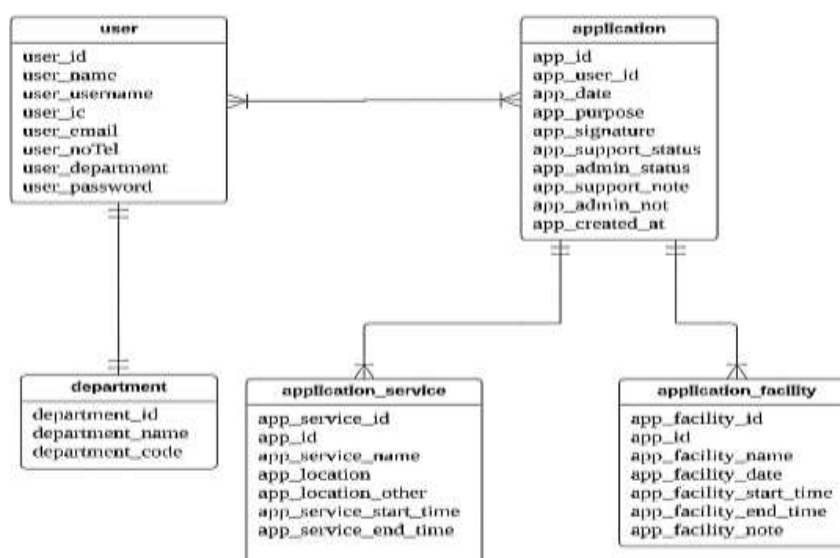 user
user_id
user_name
user_username
user_ic
user_email
user_noTel
user_department
user_password
application
app_id
app_user_id
app_date
app_purpose
app_signature
app_support_status
app_admin_status
app_support_note
app_admin_not
app_created_at
department
department_id
department_name
department_code
application_service
app_service_id
app_id
app_service_name
app_location
app_location_other
app_service_start_time
app_service_end_time
application_facility
app_facility_id
app_id
app_facility_name
app_facility_date
app_facility_start_time
app_facility_end_time
app_facility_note